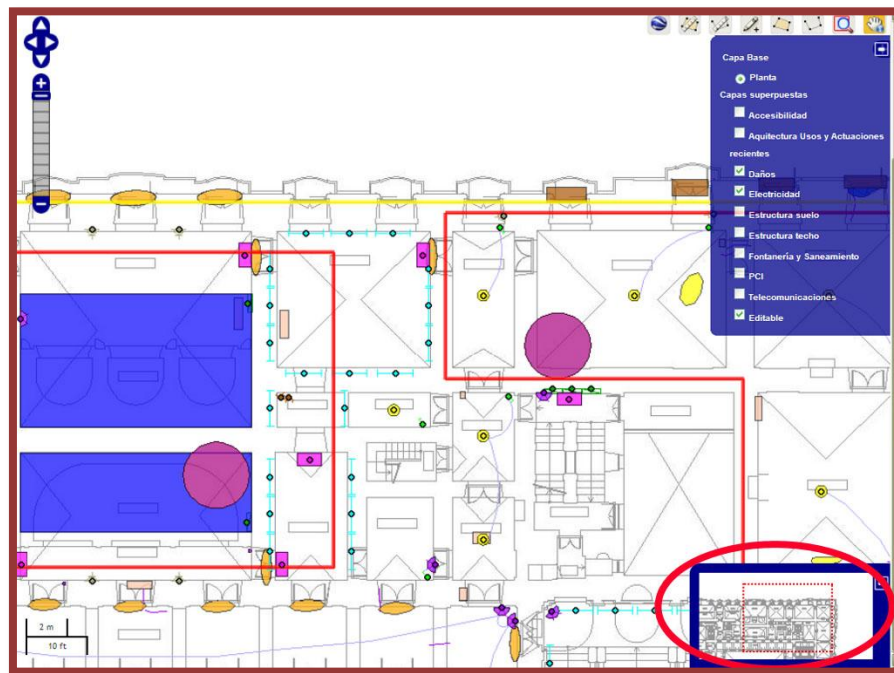 Capa Base
Planta
Capas superpuestas
Accesibilidad
Aquitectura Usos y Actuaciones
recientes
Daños
Electricidad
Estructura suelo
Estructura techo
Fontanería y Saneamiento
PCI
Telecomunicaciones
Editable
2 m
10 ft